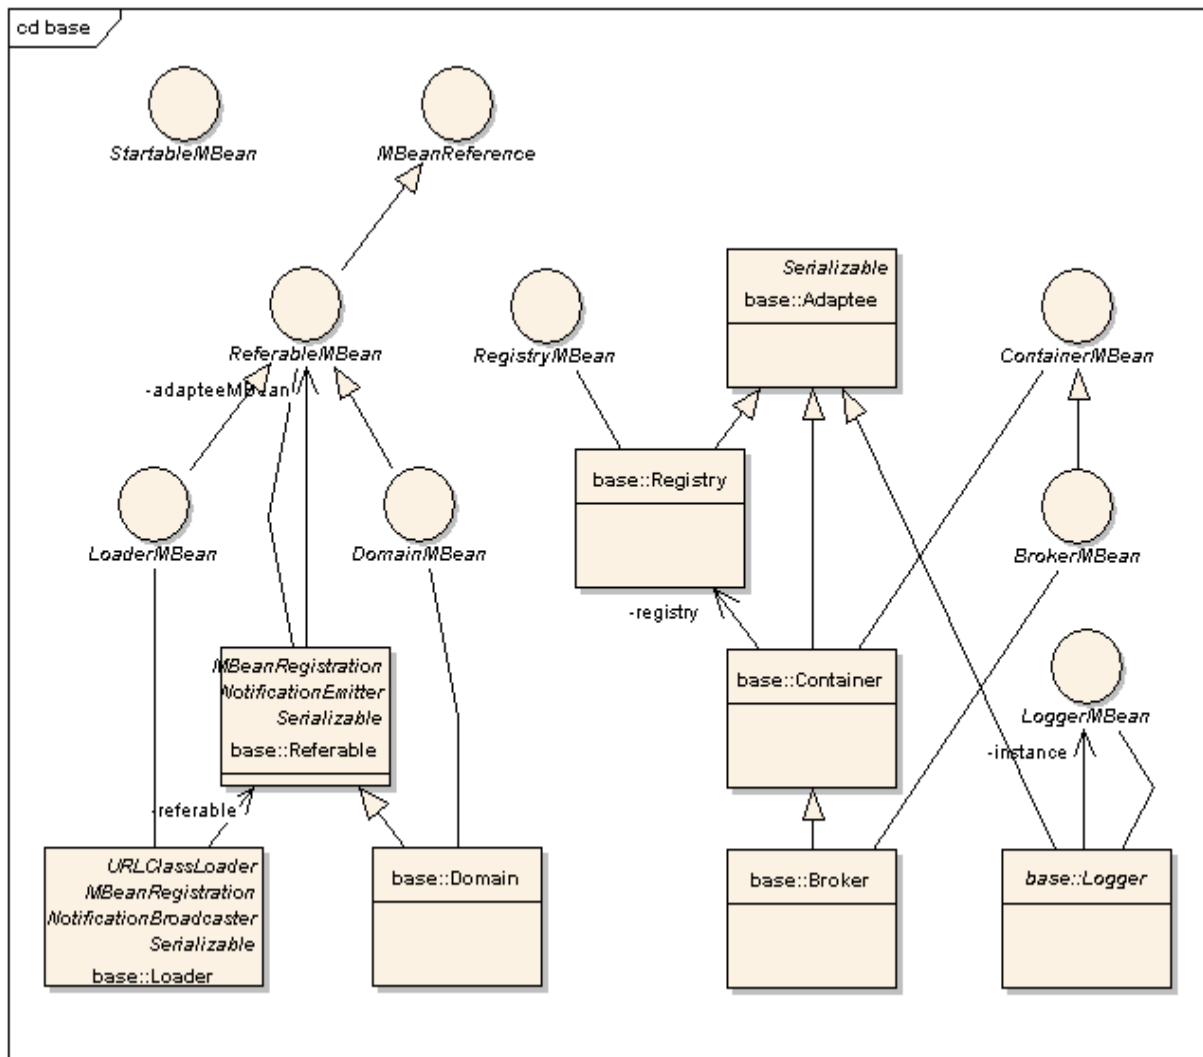 cd base
StartableMBean
MBeanReference
Serializable
base::Adaptee
ReferableMBean
RegistryMBean
ContainerMBean
-adapteeMBean
base::Registry
LoaderMBean
DomainMBean
BrokerMBean
-registry
MBeanRegistration
NotificationEmitter
Serializable
base::Referable
base::Container
LoggerMBean
-instance
-referable
URLClassLoader
MBeanRegistration
NotificationBroadcaster
Serializable
base::Loader
base::Domain
base::Broker
base::Logger